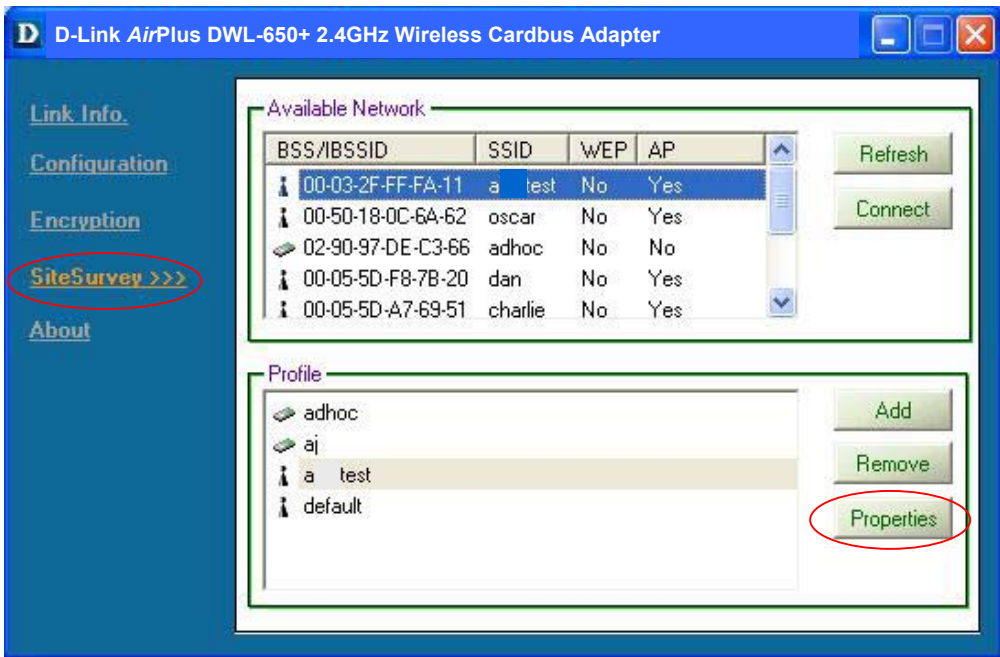 D D-Link AirPlus DWL-650+ 2.4GHz Wireless Cardbus Adapter
Link Info.
Configuration
Encryption
SiteSurvey >>>
About
Available Network
BSS/IBSSID SSID WEP AP
00-03-2F-FF-FA-11 a test No Yes
00-50-18-0C-6A-62 oscar No Yes
02-90-97-DE-C3-66 adhoc No No
00-05-5D-F8-7B-20 dan No Yes
00-05-5D-A7-69-51 charlie No Yes
Refresh
Connect
Profile
adhoc
aj
a test
default
Add
Remove
Properties